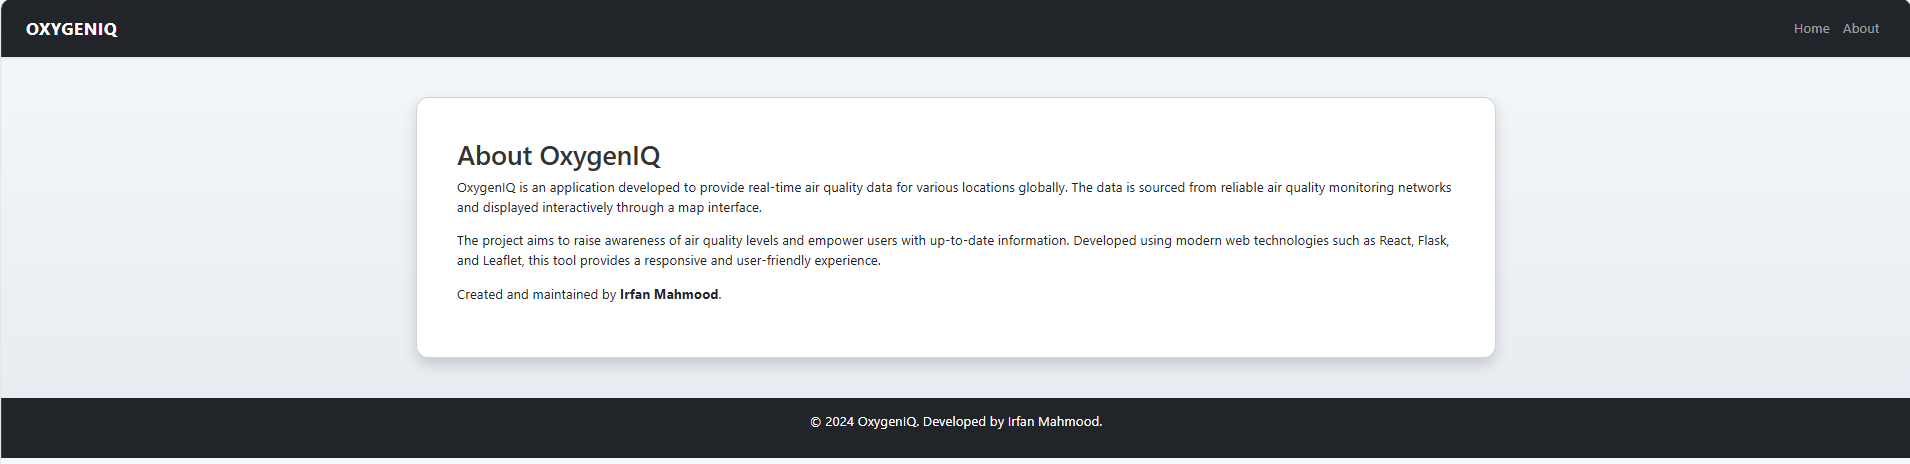 OXYGENIQ
Home About
About OxygenIQ
OxygenIQ is an application developed to provide real-time air quality data for various locations globally. The data is sourced from reliable air quality monitoring networks
and displayed interactively through a map interface.
The project aims to raise awareness of air quality levels and empower users with up-to-date information. Developed using modern web technologies such as React, Flask,
and Leaflet, this tool provides a responsive and user-friendly experience.
Created and maintained by Irfan Mahmood.
© 2024 OxygenIQ. Developed by Irfan Mahmood.